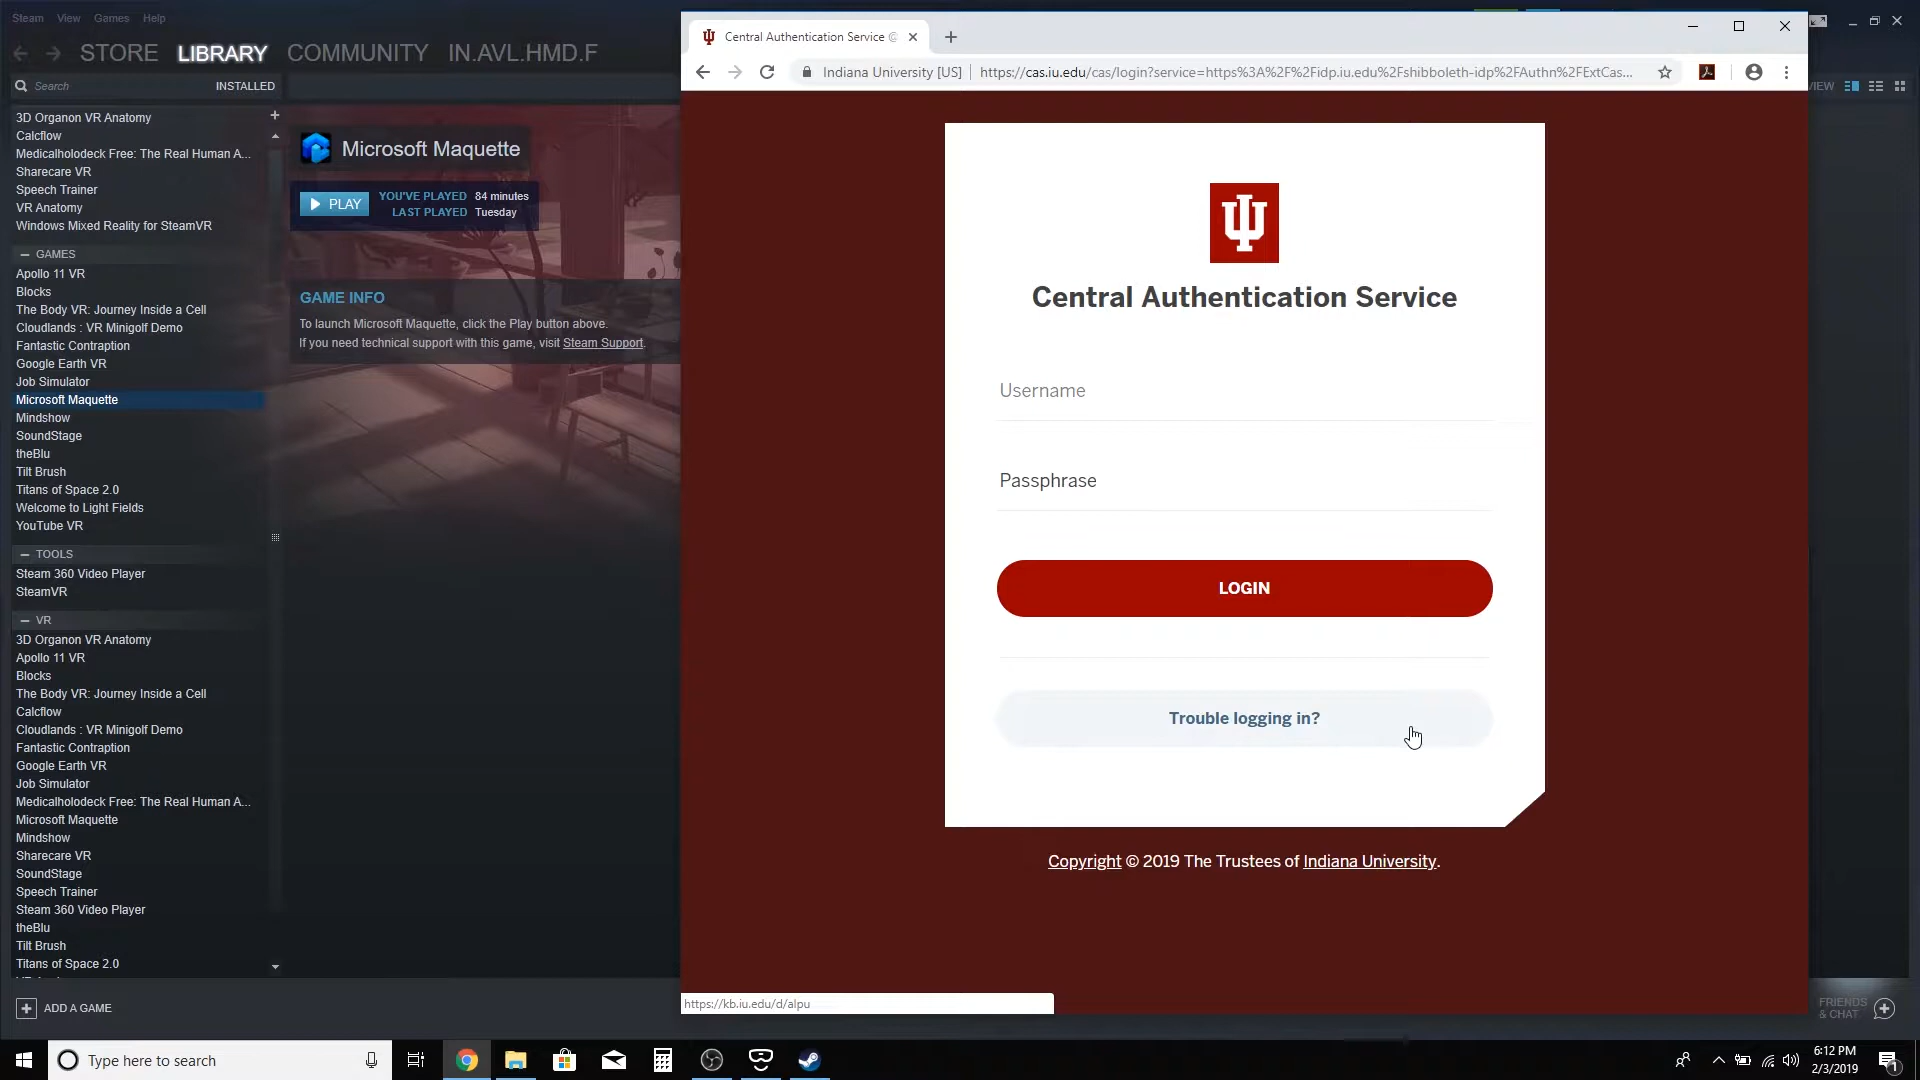 Steam View Games Help
STORE LIBRARY COMMUNITY IN.AVL.HMD.F
Search INSTALLED
3D Organon VR Anatomy
Calcflow
Medicalholodeck Free: The Real Human A...
Sharecare VR
Speech Trainer
VR Anatomy
Windows Mixed Reality for SteamVR
GAMES
Apollo 11 VR
Blocks
The Body VR: Journey Inside a Cell
Cloudlands : VR Minigolf Demo
Fantastic Contraption
Google Earth VR
Job Simulator
Microsoft Maquette
Mindshow
SoundStage
theBlu
Tilt Brush
Titans of Space 2.0
Welcome to Light Fields
YouTube VR
TOOLS
Steam 360 Video Player
SteamVR
VR
3D Organon VR Anatomy
Apollo 11 VR
Blocks
The Body VR: Journey Inside a Cell
Calcflow
Cloudlands : VR Minigolf Demo
Fantastic Contraption
Google Earth VR
Job Simulator
Medicalholodeck Free: The Real Human A...
Microsoft Maquette
Mindshow
Sharecare VR
SoundStage
Speech Trainer
Steam 360 Video Player
theBlu
Tilt Brush
Titans of Space 2.0
ADD A GAME
Microsoft Maquette
PLAY
YOU'VE PLAYED 84 minutes
LAST PLAYED Tuesday
GAME INFO
To launch Microsoft Maquette, click the Play button above.
If you need technical support with this game, visit Steam Support.
Central Authentication Service @
Indiana University [US] https://cas.iu.edu/cas/login?service=https%3A%2F%2Fidp.iu.edu%2Fshibboleth-idp%2FAuthn%2FExtCas...
Central Authentication Service
Username
Passphrase
LOGIN
Trouble logging in?
Copyright © 2019 The Trustees of Indiana University.
https://kb.iu.edu/d/alpu
FRIENDS
& CHAT
Type here to search
6:12 PM
2/3/2019
1